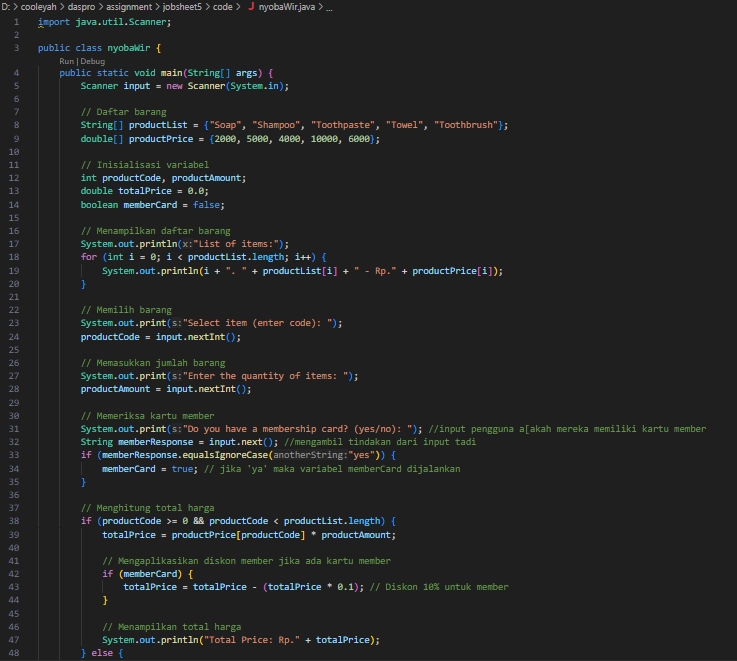 D: > cooleyah > daspro > assignment > jobsheet5 > code > J nyobaWir.java > ...
1 import java.util.Scanner;
2
3 public class nyobaWir {
Run | Debug
4 public static void main(String[] args) {
5 Scanner input = new Scanner(System.in);
6
7 // Daftar barang
8 String[] productList = {"Soap", "Shampoo", "Toothpaste", "Towel", "Toothbrush"};
9 double[] productPrice = {2000, 5000, 4000, 10000, 6000};
10
11 // Inisialisasi variabel
12 int productCode, productAmount;
13 double totalPrice = 0.0;
14 boolean memberCard = false;
15
16 // Menampilkan daftar barang
17 System.out.println(x:"List of items:");
18 for (int i = 0; i < productList.length; i++) {
19 System.out.println(i + ". " + productList[i] + " - Rp." + productPrice[i]);
20 }
21
22 // Memilih barang
23 System.out.print(s:"Select item (enter code): ");
24 productCode = input.nextInt();
25
26 // Memasukkan jumlah barang
27 System.out.print(s:"Enter the quantity of items: ");
28 productAmount = input.nextInt();
29
30 // Memeriksa kartu member
31 System.out.print(s:"Do you have a membership card? (yes/no): "); //input pengguna a[akah mereka memiliki kartu member
32 String memberResponse = input.next(); //mengambil tindakan dari input tadi
33 if (memberResponse.equalsIgnoreCase(anotherString:"yes")) {
34 memberCard = true; // jika 'ya' maka variabel memberCard dijalankan
35 }
36
37 // Menghitung total harga
38 if (productCode >= 0 && productCode < productList.length) {
39 totalPrice = productPrice[productCode] * productAmount;
40
41 // Mengaplikasikan diskon member jika ada kartu member
42 if (memberCard) {
43 totalPrice = totalPrice - (totalPrice * 0.1); // Diskon 10% untuk member
44 }
45
46 // Menampilkan total harga
47 System.out.println("Total Price: Rp." + totalPrice);
48 } else {